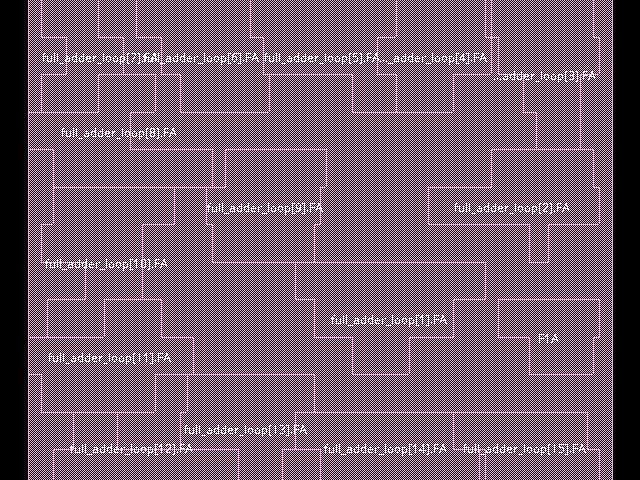 full_adder_loop[7].FA full_adder_loop[6].FA full_adder_loop[5].FA _adder_loop[4].FA
_adder_loop[3].FA
full_adder_loop[8].FA
full_adder_loop[9].FA full_adder_loop[2].FA
full_adder_loop[10].FA
full_adder_loop[1].FA
F1A
full_adder_loop[11].FA
full_adder_loop[13].FA
full_adder_loop[12].FA full_adder_loop[14].FA full_adder_loop[15].FA